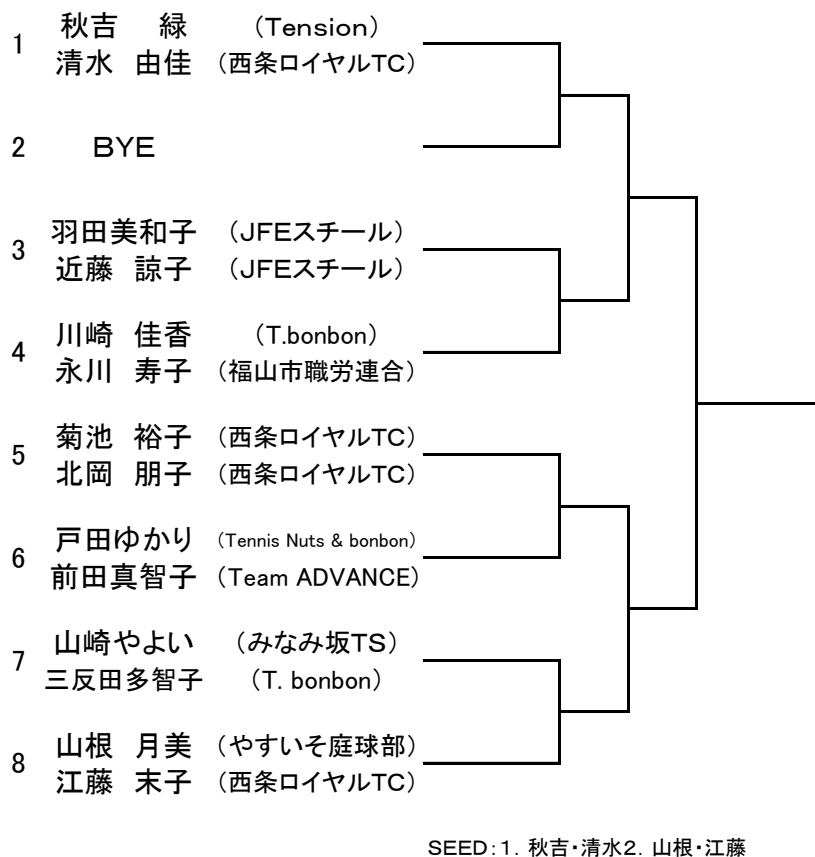 1 秋吉 緑 (Tension)
清水 由佳 (西条ロイヤルTC)
2 BYE
3 羽田美和子 (JFEスチール)
近藤 諒子 (JFEスチール)
4 川崎 佳香 (T.bonbon)
永川 寿子 (福山市職労連合)
5 菊池 裕子 (西条ロイヤルTC)
北岡 朋子 (西条ロイヤルTC)
6 戸田ゆかり (Tennis Nuts & bonbon)
前田真智子 (Team ADVANCE)
7 山崎やよい (みなみ坂TS)
三反田多智子 (T. bonbon)
8 山根 月美 (やすいそ庭球部)
江藤 末子 (西条ロイヤルTC)
SEED:1. 秋吉・清水2. 山根・江藤